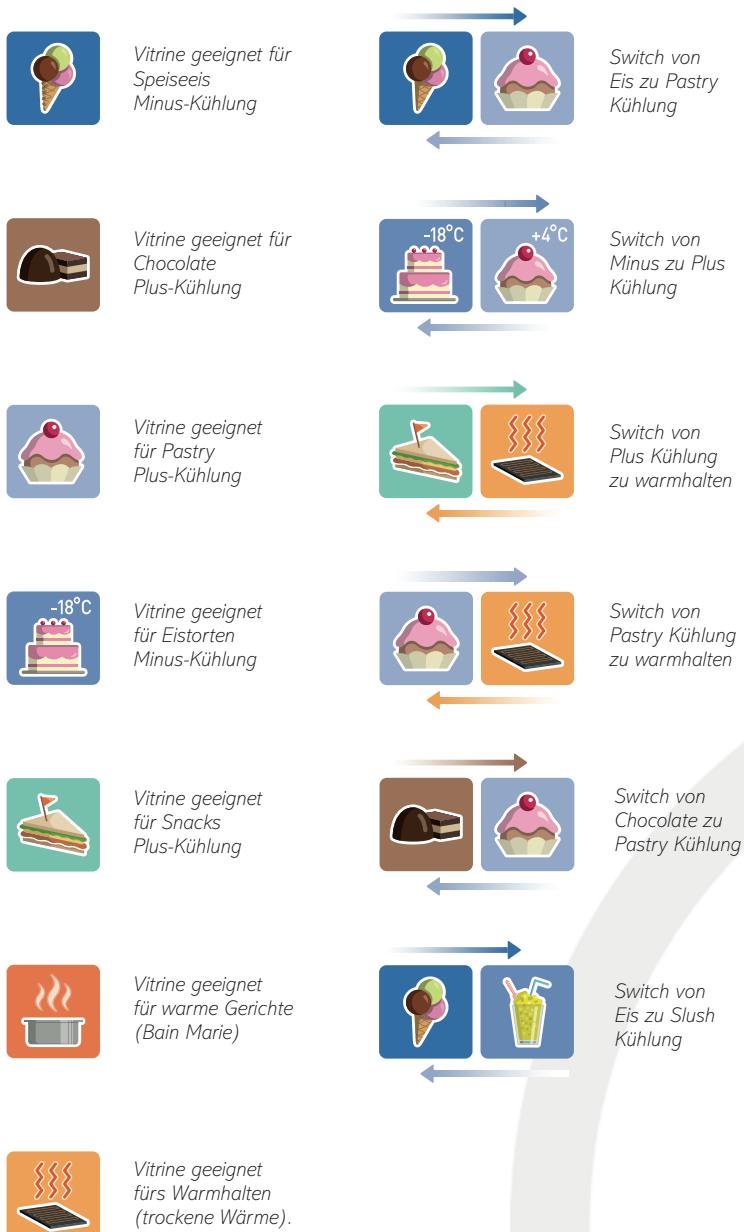 Vitrine geeignet für
Speiseeis
Minus-Kühlung
Switch von
Eis zu Pastry
Kühlung
Vitrine geeignet für
Chocolate
Plus-Kühlung
-18°C
+4°C
Switch von
Minus zu Plus
Kühlung
Vitrine geeignet
für Pastry
Plus-Kühlung
Switch von
Plus Kühlung
zu warmhalten
-18°C
Vitrine geeignet
für Eistorten
Minus-Kühlung
Switch von
Pastry Kühlung
zu warmhalten
Vitrine geeignet
für Snacks
Plus-Kühlung
Switch von
Chocolate zu
Pastry Kühlung
Vitrine geeignet
für warme Gerichte
(Bain Marie)
Switch von
Eis zu Slush
Kühlung
Vitrine geeignet
fürs Warmhalten
(trockene Wärme).